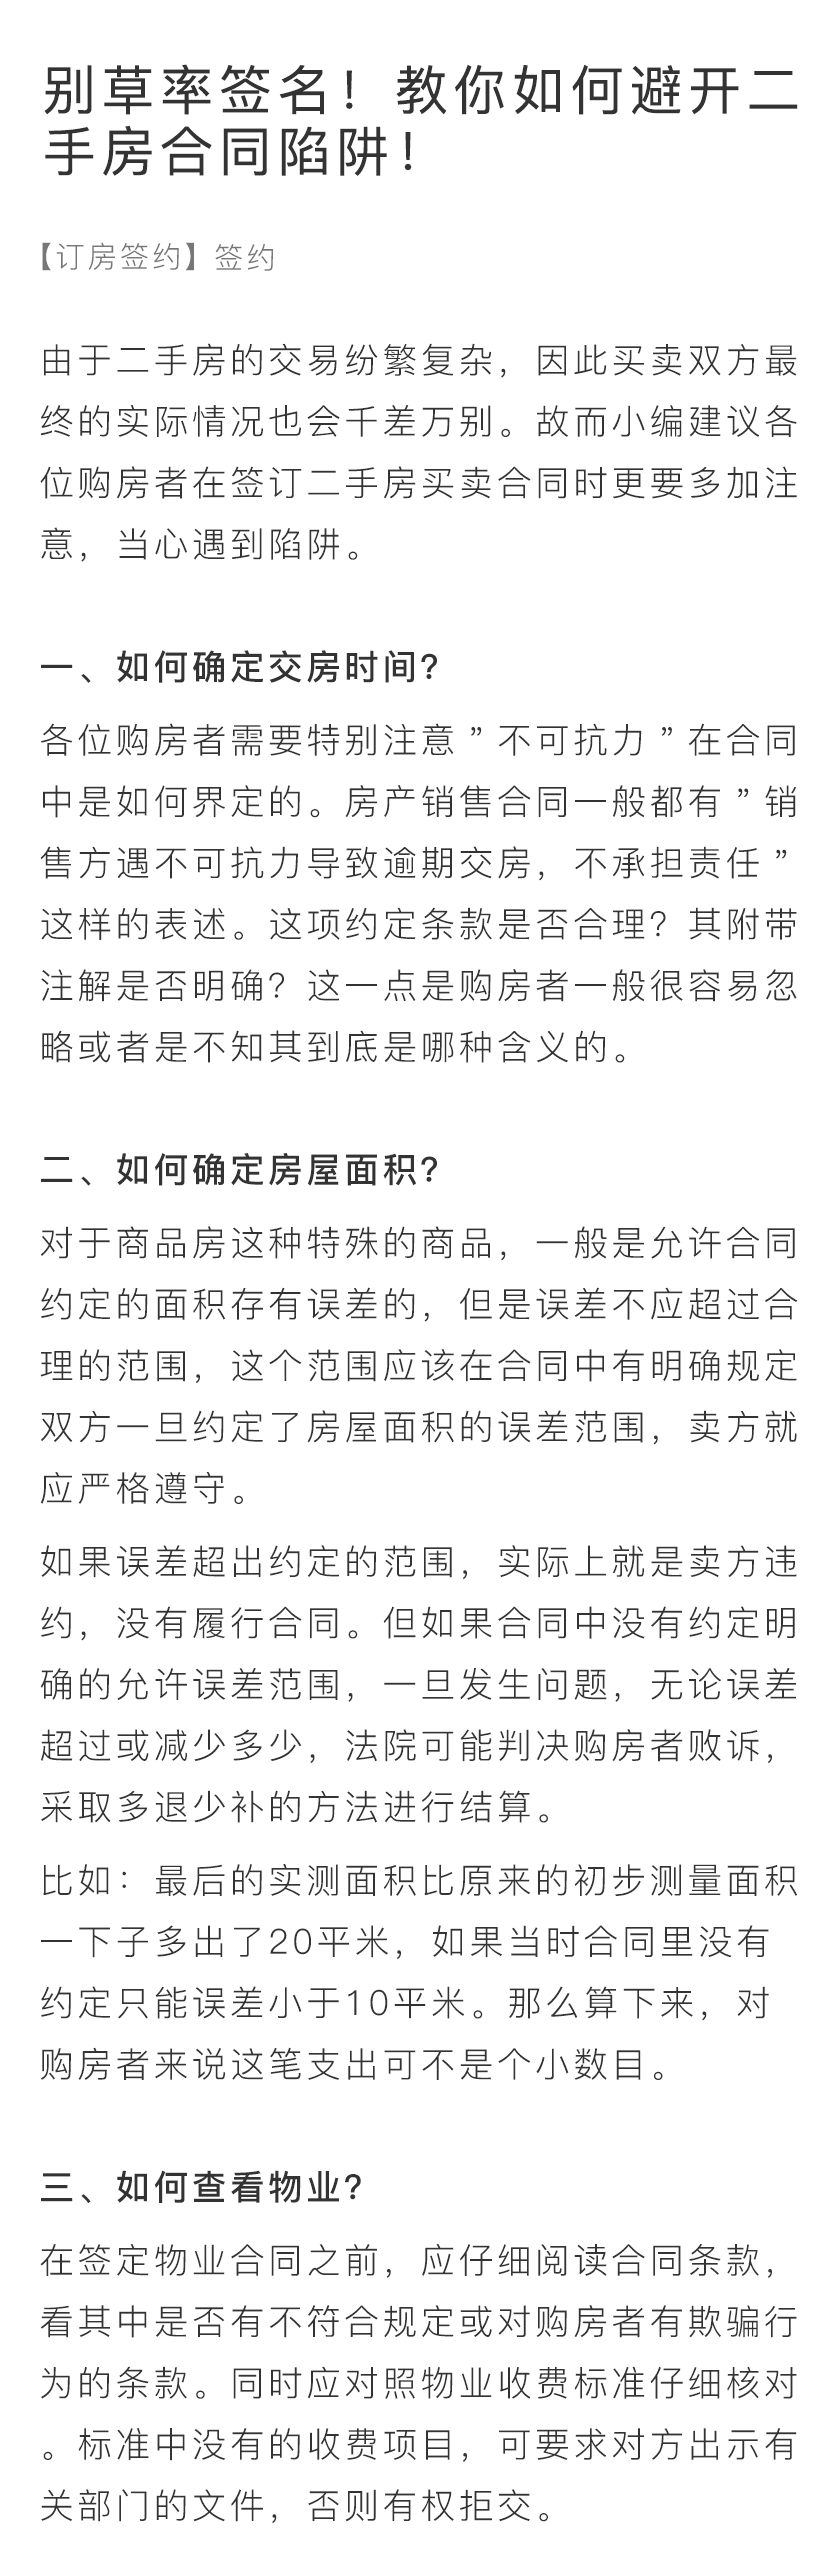 别草率签名！教你如何避开二
手房合同陷阱！
【订房签约】签约
由于二手房的交易纷繁复杂，因此买卖双方最
终的实际情况也会千差万别。故而小编建议各
位购房者在签订二手房买卖合同时更要多加注
意，当心遇到陷阱。
一、如何确定交房时间?
各位购房者需要特别注意 ” 不可抗力 ” 在合同
中是如何界定的。房产销售合同一般都有 ” 销
售方遇不可抗力导致逾期交房，不承担责任 ”
这样的表述。这项约定条款是否合理？其附带
注解是否明确？这一点是购房者一般很容易忽
略或者是不知其到底是哪种含义的。
二、如何确定房屋面积?
对于商品房这种特殊的商品，一般是允许合同
约定的面积存有误差的，但是误差不应超过合
理的范围，这个范围应该在合同中有明确规定
双方一旦约定了房屋面积的误差范围，卖方就
应严格遵守。
如果误差超出约定的范围，实际上就是卖方违
约，没有履行合同。但如果合同中没有约定明
确的允许误差范围，一旦发生问题，无论误差
超过或减少多少，法院可能判决购房者败诉，
采取多退少补的方法进行结算。
比如：最后的实测面积比原来的初步测量面积
一下子多出了20平米，如果当时合同里没有
约定只能误差小于10平米。那么算下来，对
购房者来说这笔支出可不是个小数目。
三、如何查看物业?
在签定物业合同之前，应仔细阅读合同条款，
看其中是否有不符合规定或对购房者有欺骗行
为的条款。同时应对照物业收费标准仔细核对
。标准中没有的收费项目，可要求对方出示有
关部门的文件，否则有权拒交。